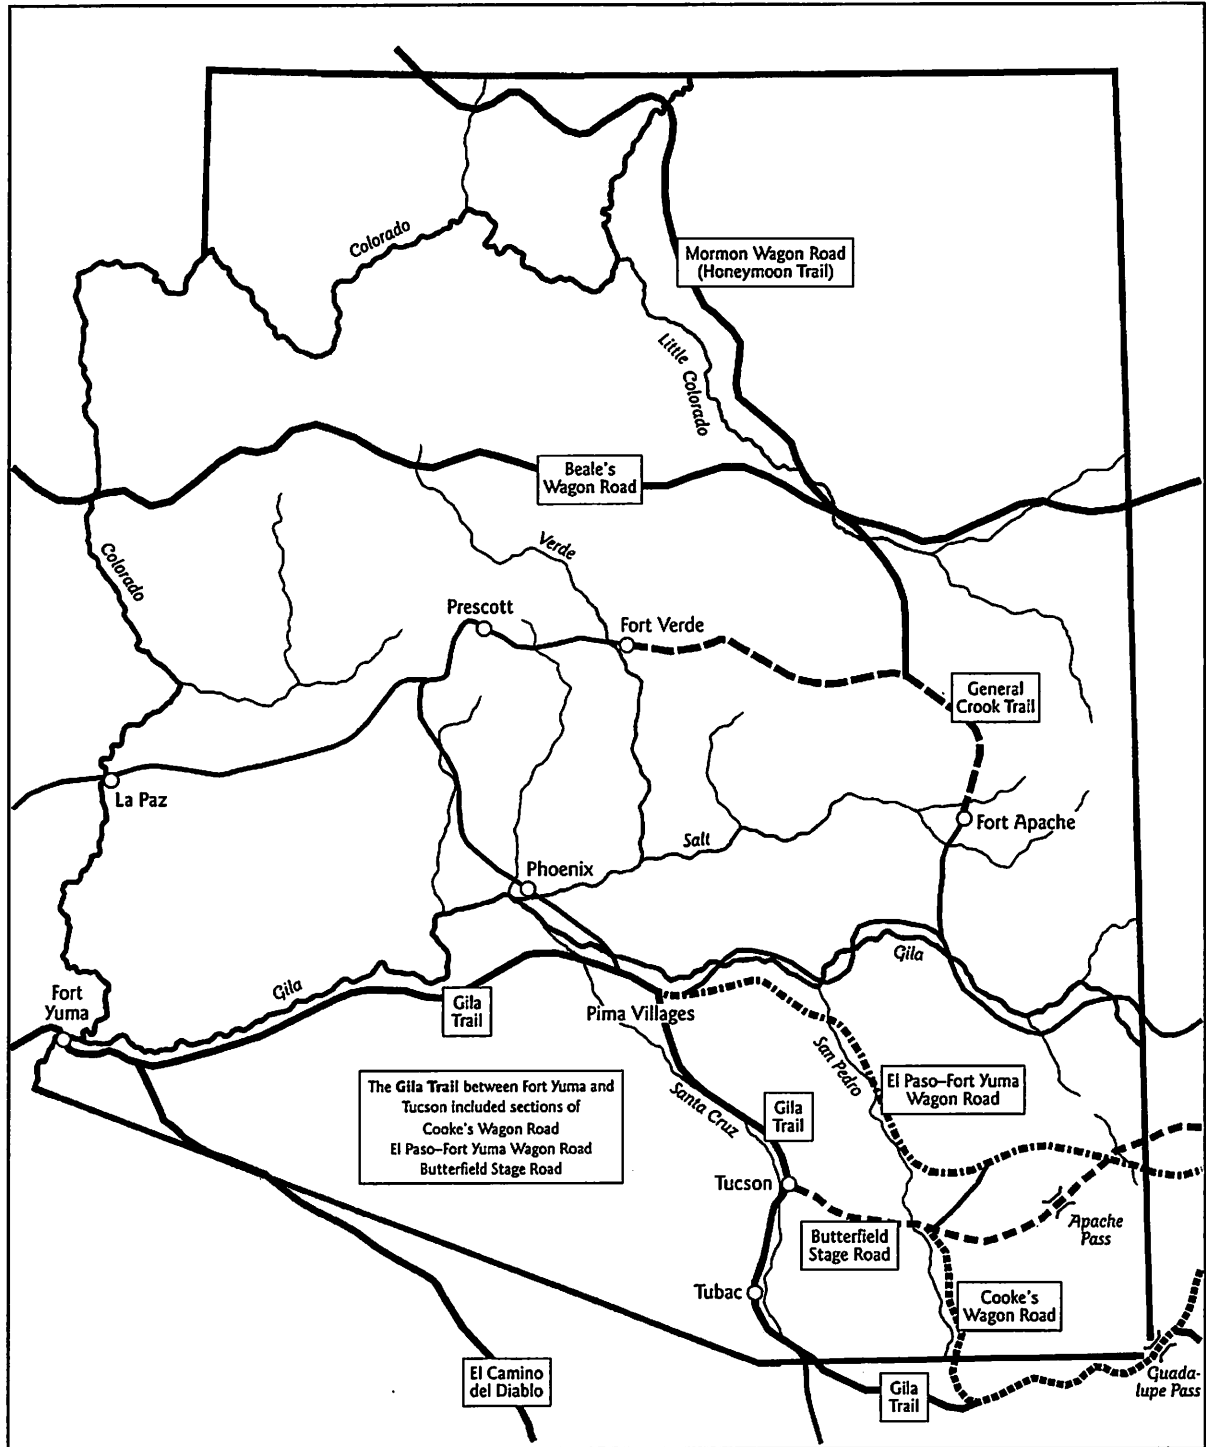 Colorado
Mormon Wagon Road
(Honeymoon Trail)
Little Colorado
Beale's
Wagon Road
Colorado
Verde
Prescott
Fort Verde
General
Crook Trail
La Paz
Fort Apache
Salt
Phoenix
Gila
Gila
Fort
Yuma
Gila
Trail
Pima Villages
San Pedro
El Paso–Fort Yuma
Wagon Road
The Gila Trail between Fort Yuma and
Tucson included sections of
Cooke's Wagon Road
El Paso–Fort Yuma Wagon Road
Butterfield Stage Road
Santa Cruz
Gila
Trail
Tucson
Apache
Pass
Butterfield
Stage Road
Tubac
Cooke's
Wagon Road
El Camino
del Diablo
Gila
Trail
Guada-
lupe Pass